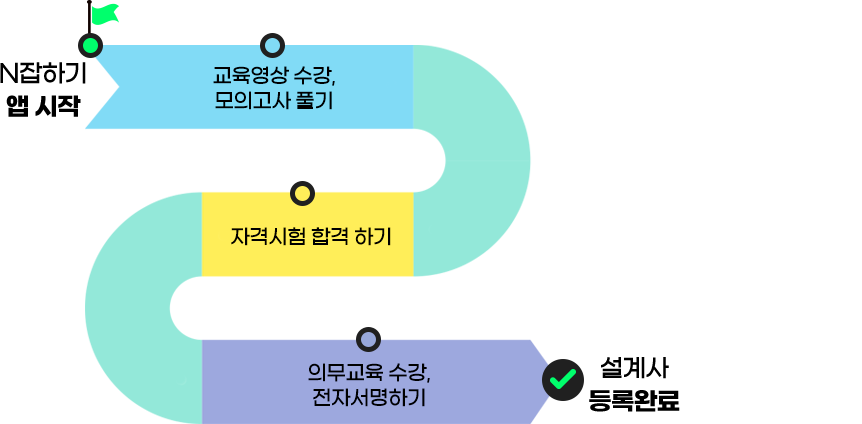 N잡하기
앱 시작
교육영상 수강,
모의고사 풀기
자격시험 합격 하기
의무교육 수강,
전자서명하기
설계사
등록완료